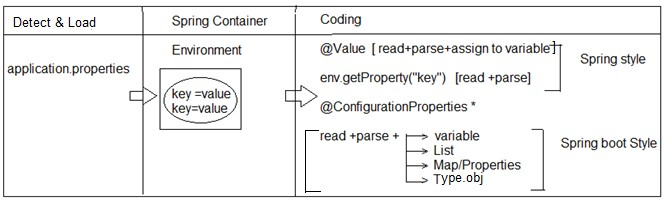 Detect & Load
Spring Container
Coding
application.properties
Environment
key =value
key=value
@Value [ read+parse+assign to variable]
env.getProperty("key") [read +parse]
Spring style
@ConfigurationProperties *
read +parse +
variable
List
Map/Properties
Type.obj
Spring boot Style